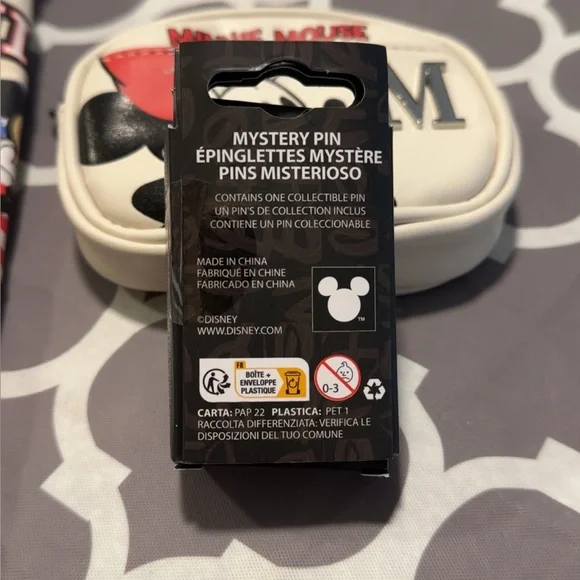 MINNIE MOUSE
M
MYSTERY PIN
ÉPINGLETTES MYSTÈRE
PINS MISTERIOSO
CONTAINS ONE COLLECTIBLE PIN
UN PIN'S DE COLLECTION INCLUS
CONTIENE UN PIN COLECCIONABLE
MADE IN CHINA
FABRIQUÉ EN CHINE
FABRICADO EN CHINA
TM
©DISNEY
WWW.DISNEY.COM
FR
BOÎTE +
ENVELOPPE
PLASTIQUE
0-3
CARTA: PAP 22 PLASTICA: PET 1
RACCOLTA DIFFERENZIATA: VERIFICA LE
DISPOSIZIONI DEL TUO COMUNE